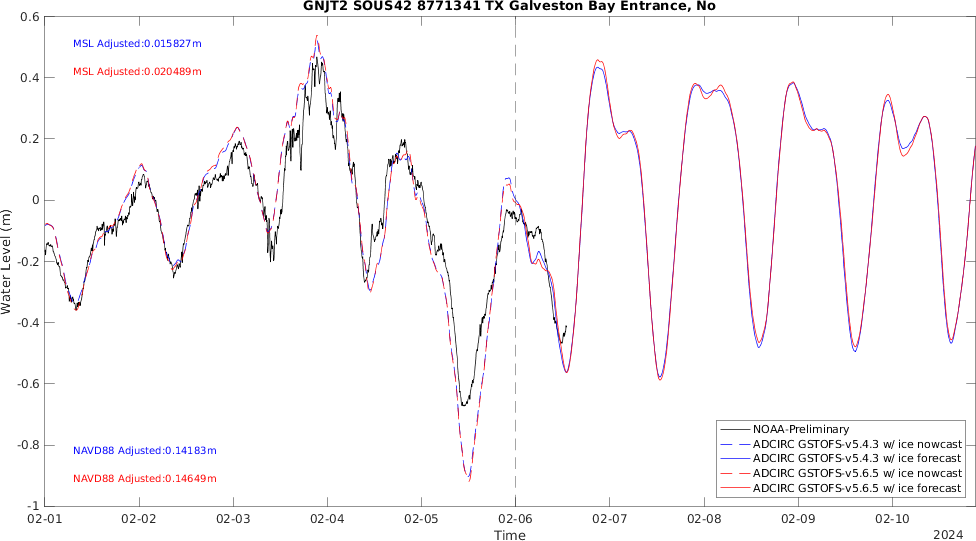 GNJT2 SOUS42 8771341 TX Galveston Bay Entrance, No
0.6
0.4
0.2
0
-0.2
-0.4
-0.6
-0.8
-1
Water Level (m)
MSL Adjusted:0.015827m
MSL Adjusted:0.020489m
NAVD88 Adjusted:0.14183m
NAVD88 Adjusted:0.14649m
NOAA-Preliminary
ADCIRC GSTOFS-v5.4.3 w/ ice nowcast
ADCIRC GSTOFS-v5.4.3 w/ ice forecast
ADCIRC GSTOFS-v5.6.5 w/ ice nowcast
ADCIRC GSTOFS-v5.6.5 w/ ice forecast
02-01 02-02 02-03 02-04 02-05 02-06 02-07 02-08 02-09 02-10
Time
2024